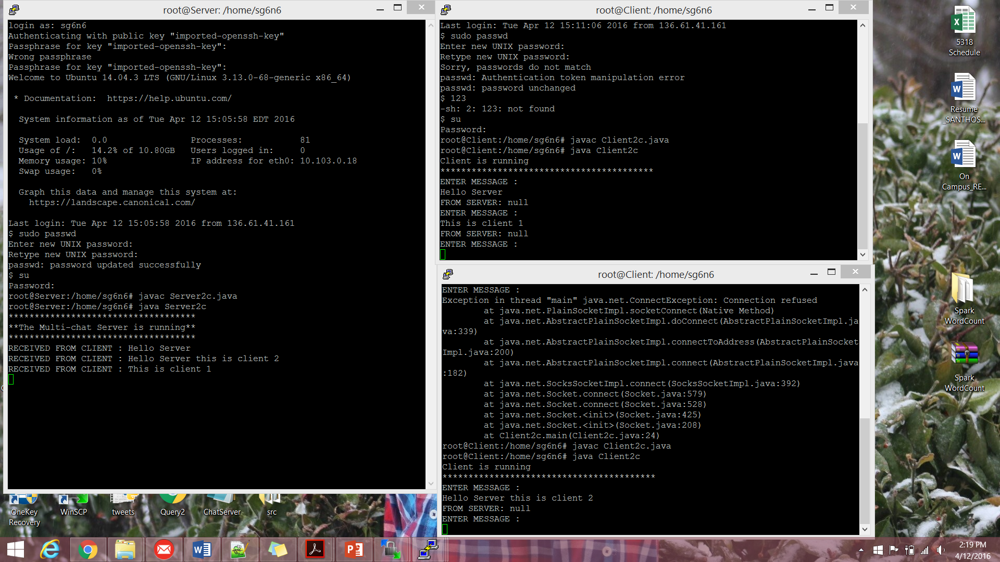 root@Server: /home/sg6n6
login as: sg6n6
Authenticating with public key "imported-openssh-key"
Passphrase for key "imported-openssh-key":
Wrong passphrase
Passphrase for key "imported-openssh-key":
Welcome to Ubuntu 14.04.3 LTS (GNU/Linux 3.13.0-68-generic x86_64)
* Documentation:  https://help.ubuntu.com/
System information as of Tue Apr 12 15:05:58 EDT 2016
System load:  0.0                Processes:           81
Usage of /:   14.2% of 10.80GB   Users logged in:     0
Memory usage: 10%                IP address for eth0: 10.103.0.18
Swap usage:   0%
Graph this data and manage this system at:
https://landscape.canonical.com/
Last login: Tue Apr 12 15:05:58 2016 from 136.61.41.161
$ sudo passwd
Enter new UNIX password:
Retype new UNIX password:
passwd: password updated successfully
$ su
Password:
root@Server:/home/sg6n6# javac Server2c.java
root@Server:/home/sg6n6# java Server2c
************************************
**The Multi-chat Server is running**
************************************
RECEIVED FROM CLIENT : Hello Server
RECEIVED FROM CLIENT : Hello Server this is client 2
RECEIVED FROM CLIENT : This is client 1
root@Client: /home/sg6n6
Last login: Tue Apr 12 15:11:06 2016 from 136.61.41.161
$ sudo passwd
Enter new UNIX password:
Retype new UNIX password:
Sorry, passwords do not match
passwd: Authentication token manipulation error
passwd: password unchanged
$ 123
-sh: 2: 123: not found
$ su
Password:
root@Client:/home/sg6n6# javac Client2c.java
root@Client:/home/sg6n6# java Client2c
Client is running
*****************************************
ENTER MESSAGE :
Hello Server
FROM SERVER: null
ENTER MESSAGE :
This is client 1
FROM SERVER: null
ENTER MESSAGE :
root@Client: /home/sg6n6
ENTER MESSAGE :
Exception in thread "main" java.net.ConnectException: Connection refused
at java.net.PlainSocketImpl.socketConnect(Native Method)
at java.net.AbstractPlainSocketImpl.doConnect(AbstractPlainSocketImpl.ja
va:339)
at java.net.AbstractPlainSocketImpl.connectToAddress(AbstractPlainSocket
Impl.java:200)
at java.net.AbstractPlainSocketImpl.connect(AbstractPlainSocketImpl.java
:182)
at java.net.SocksSocketImpl.connect(SocksSocketImpl.java:392)
at java.net.Socket.connect(Socket.java:579)
at java.net.Socket.connect(Socket.java:528)
at java.net.Socket.<init>(Socket.java:425)
at java.net.Socket.<init>(Socket.java:208)
at Client2c.main(Client2c.java:24)
root@Client:/home/sg6n6# javac Client2c.java
root@Client:/home/sg6n6# java Client2c
Client is running
*****************************************
ENTER MESSAGE :
Hello Server this is client 2
FROM SERVER: null
ENTER MESSAGE :
5318
Schedule
Resume
_SANTHOS...
On
Campus_RE...
Spark
WordCount
Spark
WordCount
OneKey
Recovery
WinSCP
tweets
Query2
ChatServer
src
2:19 PM
4/12/2016